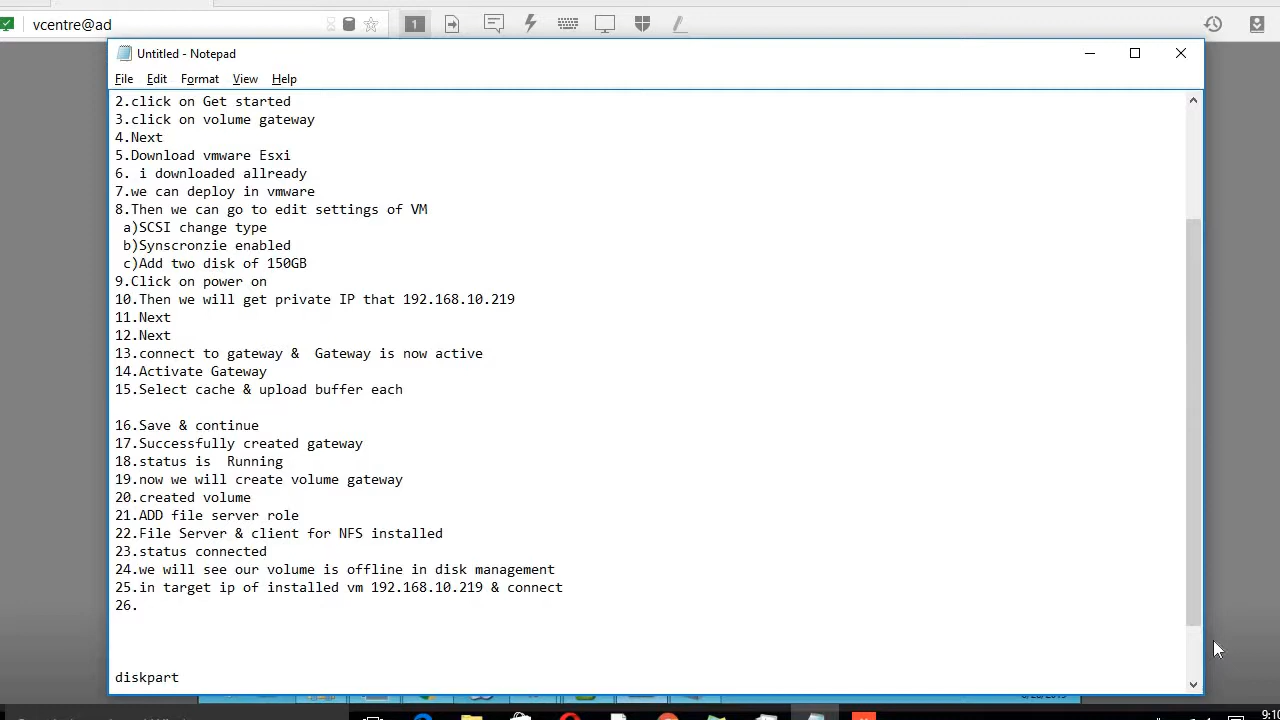 vcentre@ad
1
Untitled - Notepad
File Edit Format View Help
2.click on Get started
3.click on volume gateway
4.Next
5.Download vmware Esxi
6. i downloaded allready
7.we can deploy in vmware
8.Then we can go to edit settings of VM
a)SCSI change type
b)Synscronzie enabled
c)Add two disk of 150GB
9.Click on power on
10.Then we will get private IP that 192.168.10.219
11.Next
12.Next
13.connect to gateway &  Gateway is now active
14.Activate Gateway
15.Select cache & upload buffer each
16.Save & continue
17.Successfully created gateway
18.status is  Running
19.now we will create volume gateway
20.created volume
21.ADD file server role
22.File Server & client for NFS installed
23.status connected
24.we will see our volume is offline in disk management
25.in target ip of installed vm 192.168.10.219 & connect
26.
diskpart